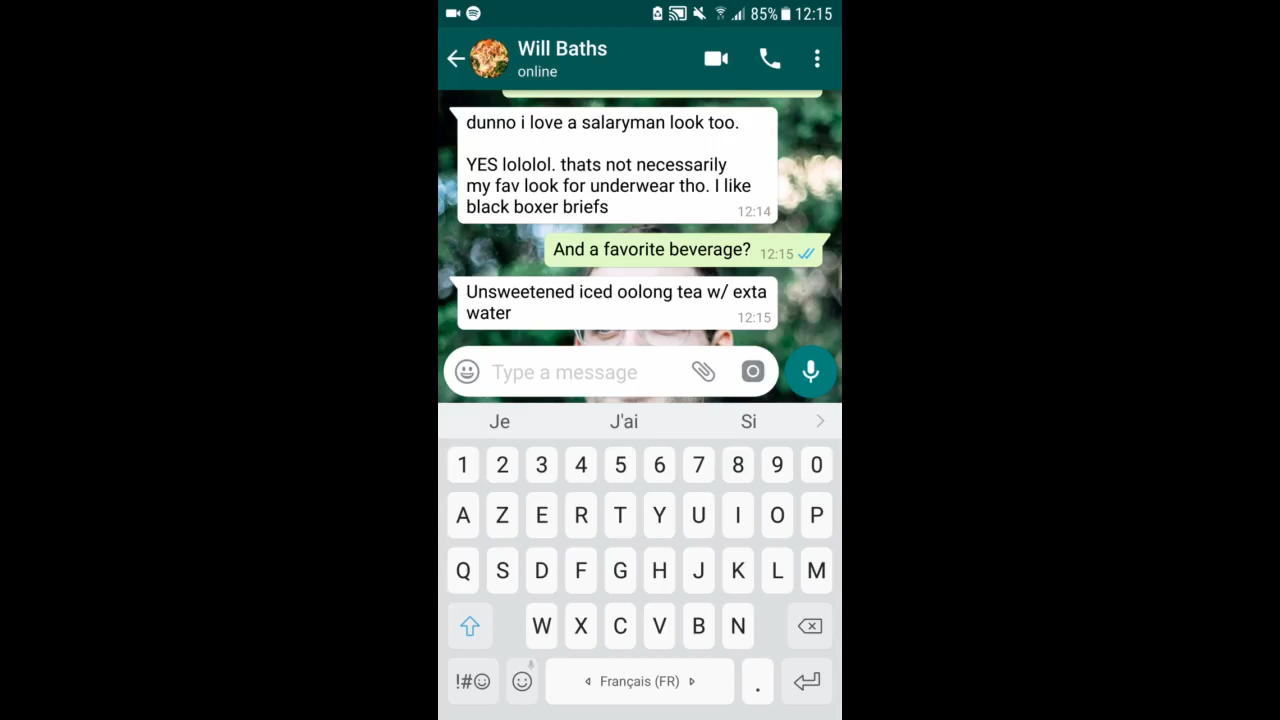 85% 12:15
Will Baths
online
dunno i love a salaryman look too.
YES lololol. thats not necessarily
my fav look for underwear tho. I like
black boxer briefs
12:14
And a favorite beverage? 12:15
Unsweetened iced oolong tea w/ exta
water
12:15
Type a message
Je J'ai Si
1 2 3 4 5 6 7 8 9 0
A Z E R T Y U I O P
Q S D F G H J K L M
W X C V B N
!#☺ Français (FR) .